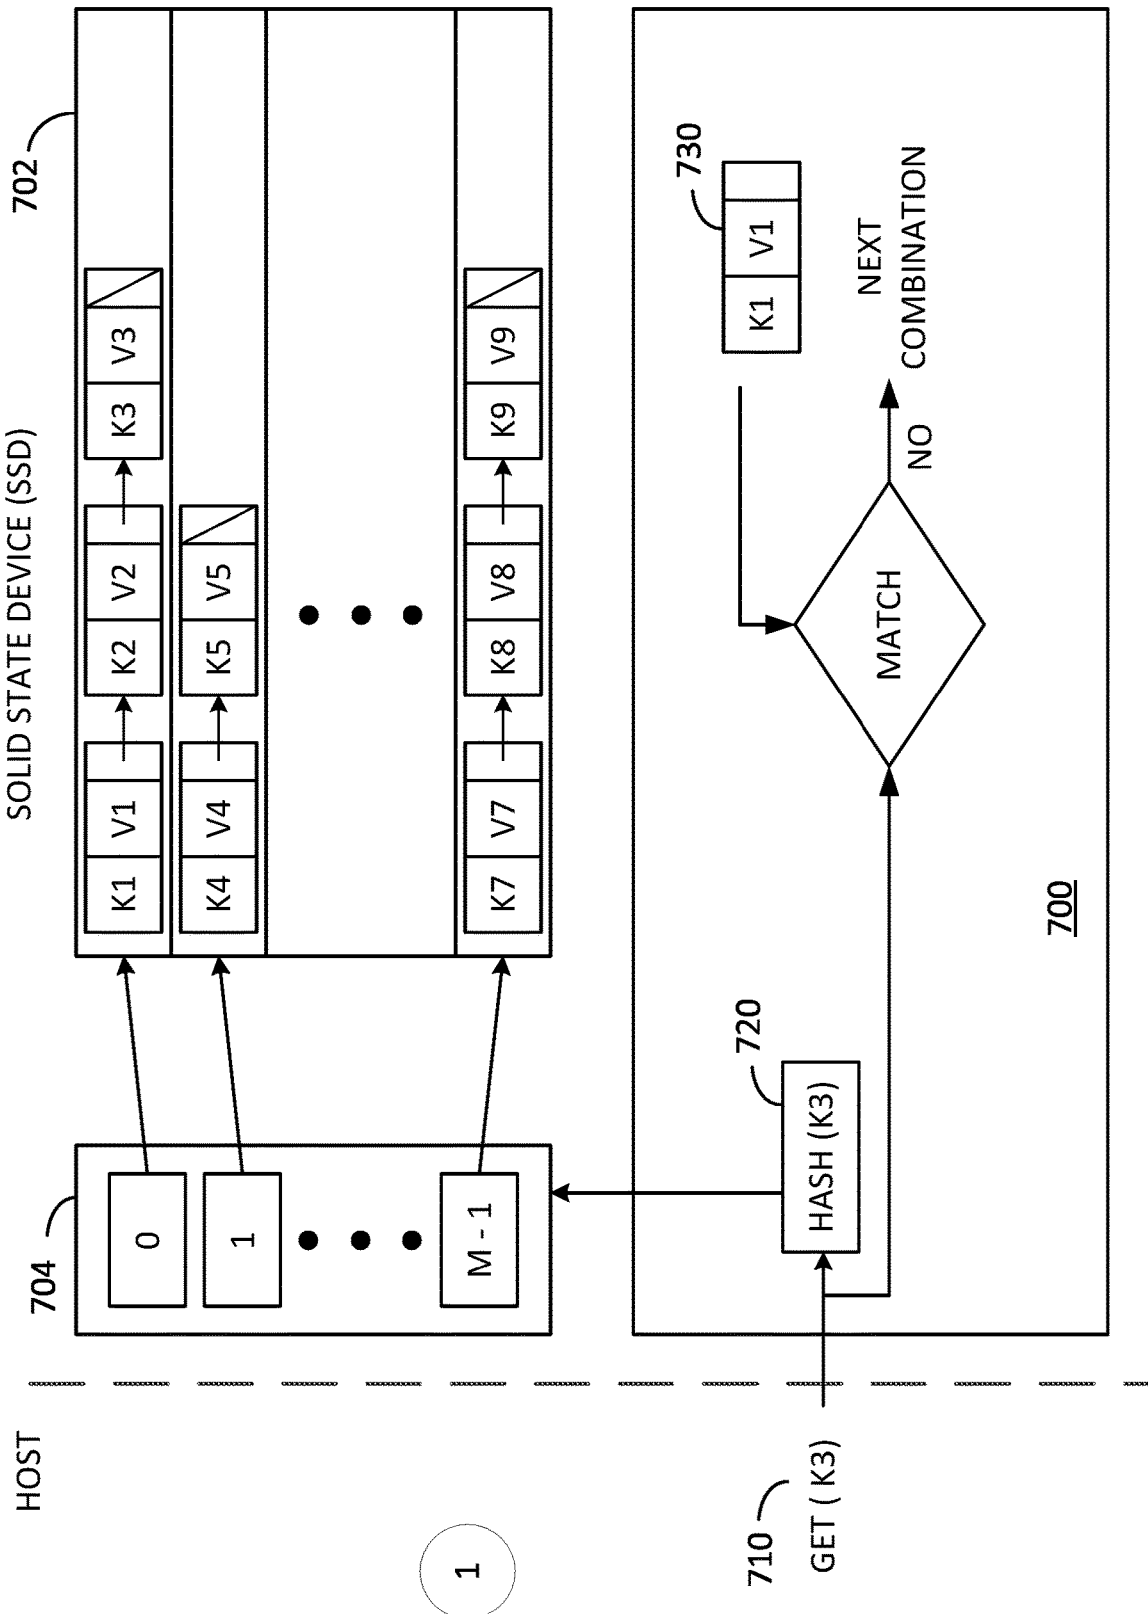 HOST
SOLID STATE DEVICE (SSD)
704
702
0
K1 V1
K2 V2
K3 V3
1
K4 V4
K5 V5
M - 1
K7 V7
K8 V8
K9 V9
1
710
GET ( K3)
720
HASH (K3)
MATCH
NO
NEXT
COMBINATION
730
K1 V1
700